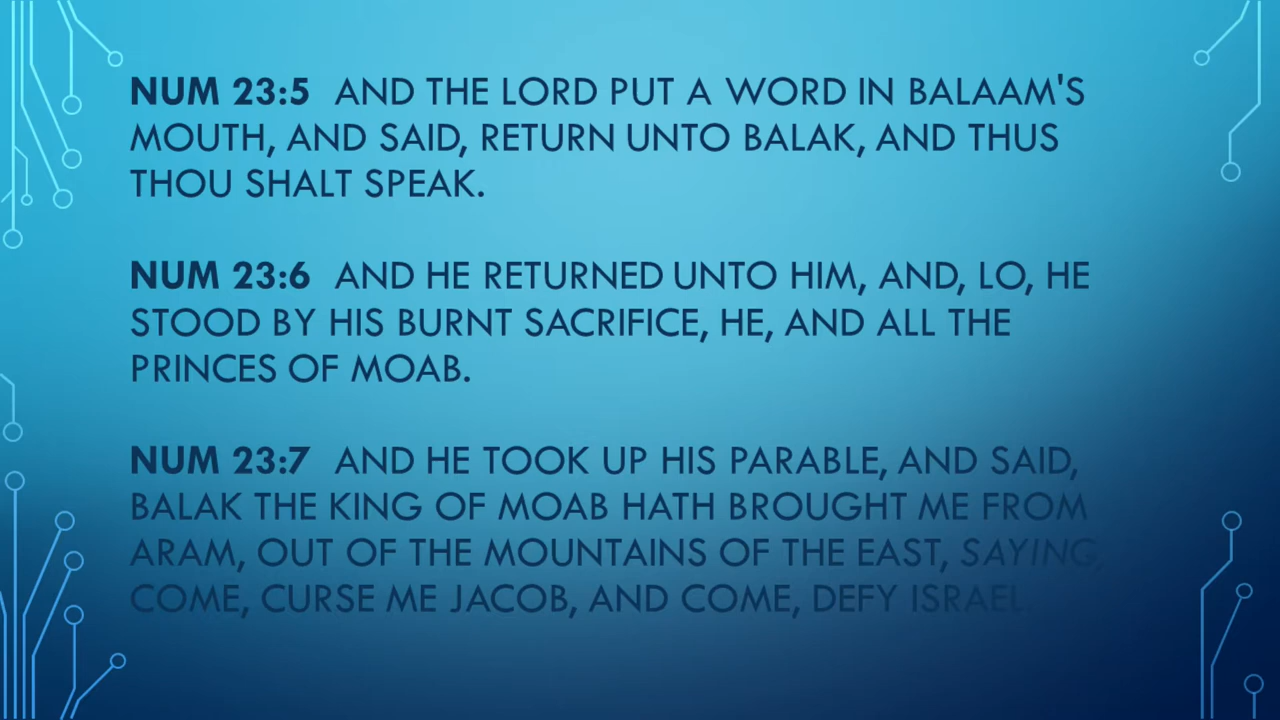 NUM 23:5 AND THE LORD PUT A WORD IN BALAAM'S
MOUTH, AND SAID, RETURN UNTO BALAK, AND THUS
THOU SHALT SPEAK.
NUM 23:6 AND HE RETURNED UNTO HIM, AND, LO, HE
STOOD BY HIS BURNT SACRIFICE, HE, AND ALL THE
PRINCES OF MOAB.
NUM 23:7 AND HE TOOK UP HIS PARABLE, AND SAID,
BALAK THE KING OF MOAB HATH BROUGHT ME FROM
ARAM, OUT OF THE MOUNTAINS OF THE EAST, SAYING,
COME, CURSE ME JACOB, AND COME, DEFY ISRAEL.